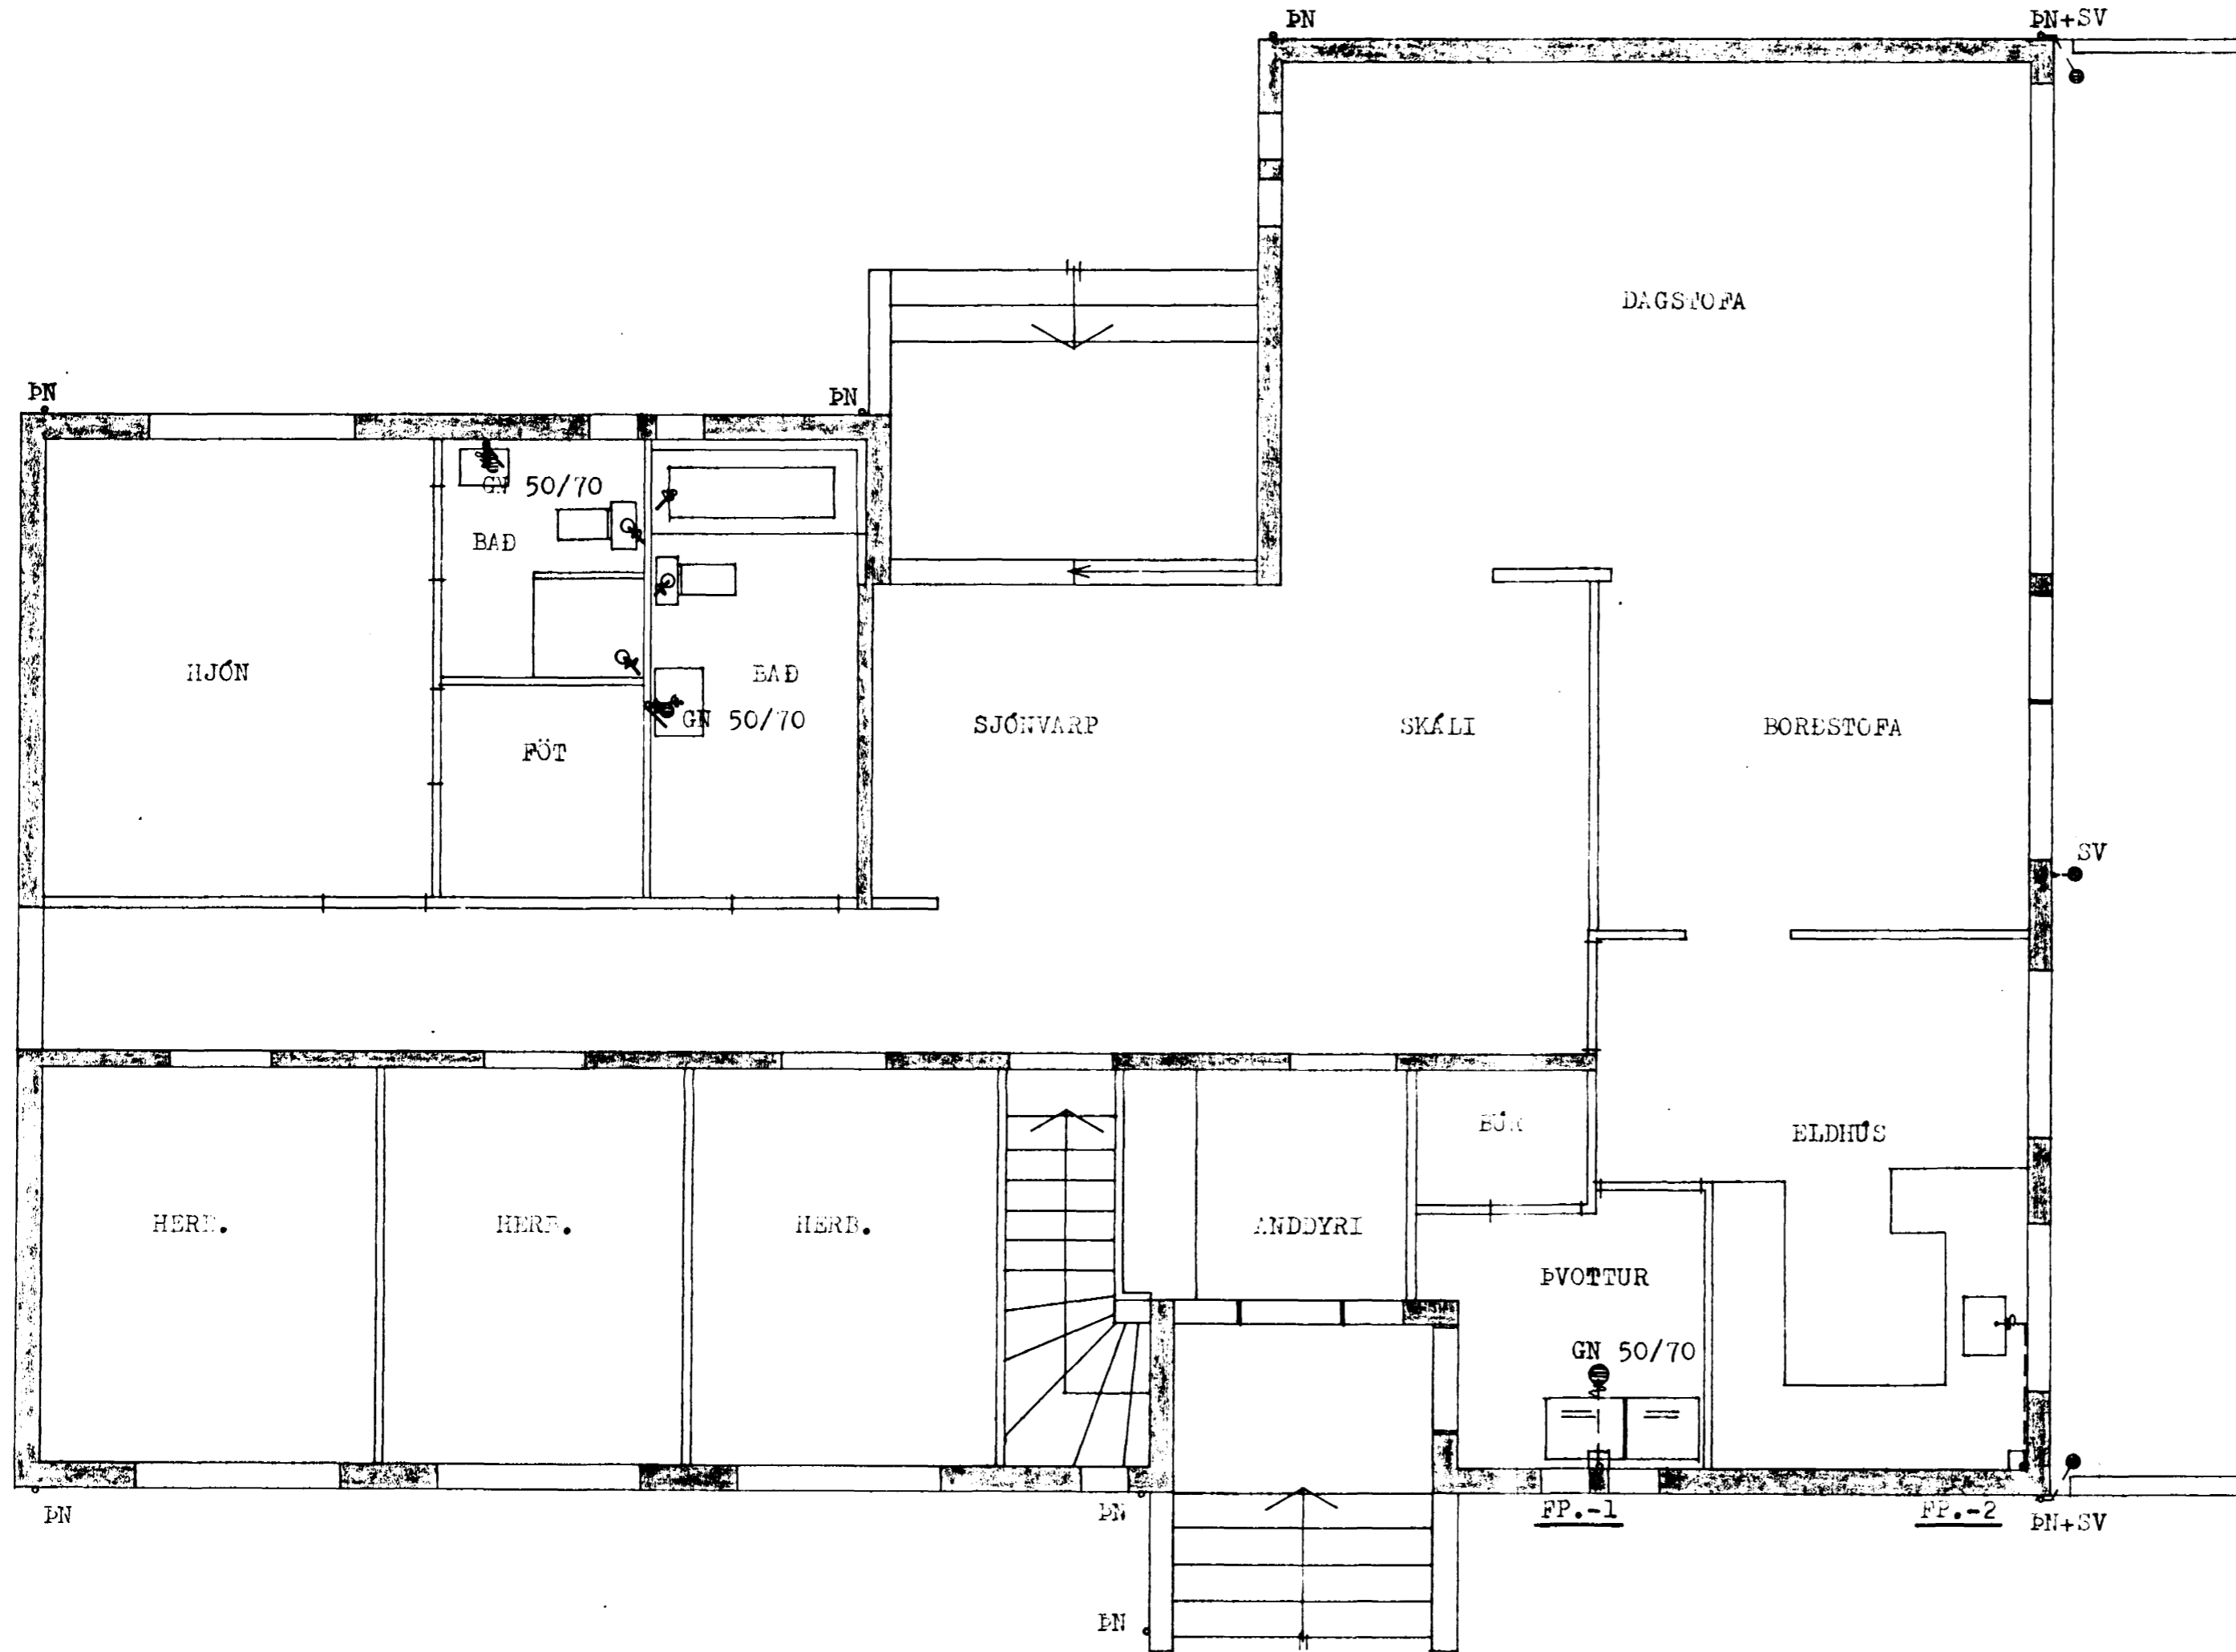 ÞN
ÞN+SV
DAGSTOFA
ÞN
ÞN
GN 50/70
BAÐ
HJÓN
BAÐ
GN 50/70
FÖT
SJÓNVARP
SKÁLI
BORÐSTOFA
SV
BÚR
ELDHÚS
HERB.
HERB.
HERB.
ANDDYRI
ÞVOTTUR
GN 50/70
ÞN
ÞN
FP.-1
FP.-2
ÞN+SV
ÞN